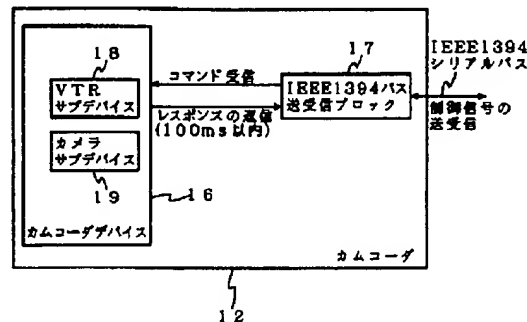 18
VTR
サブデバイス
カメラ
サブデバイス
19
16
カムコーダデバイス
コマンド受信
レスポンスの返信
(100ms以内)
17
IEEE1394バス
送受信ブロック
IEEE1394
シリアルバス
制御信号の
送受信
カムコーダ
12